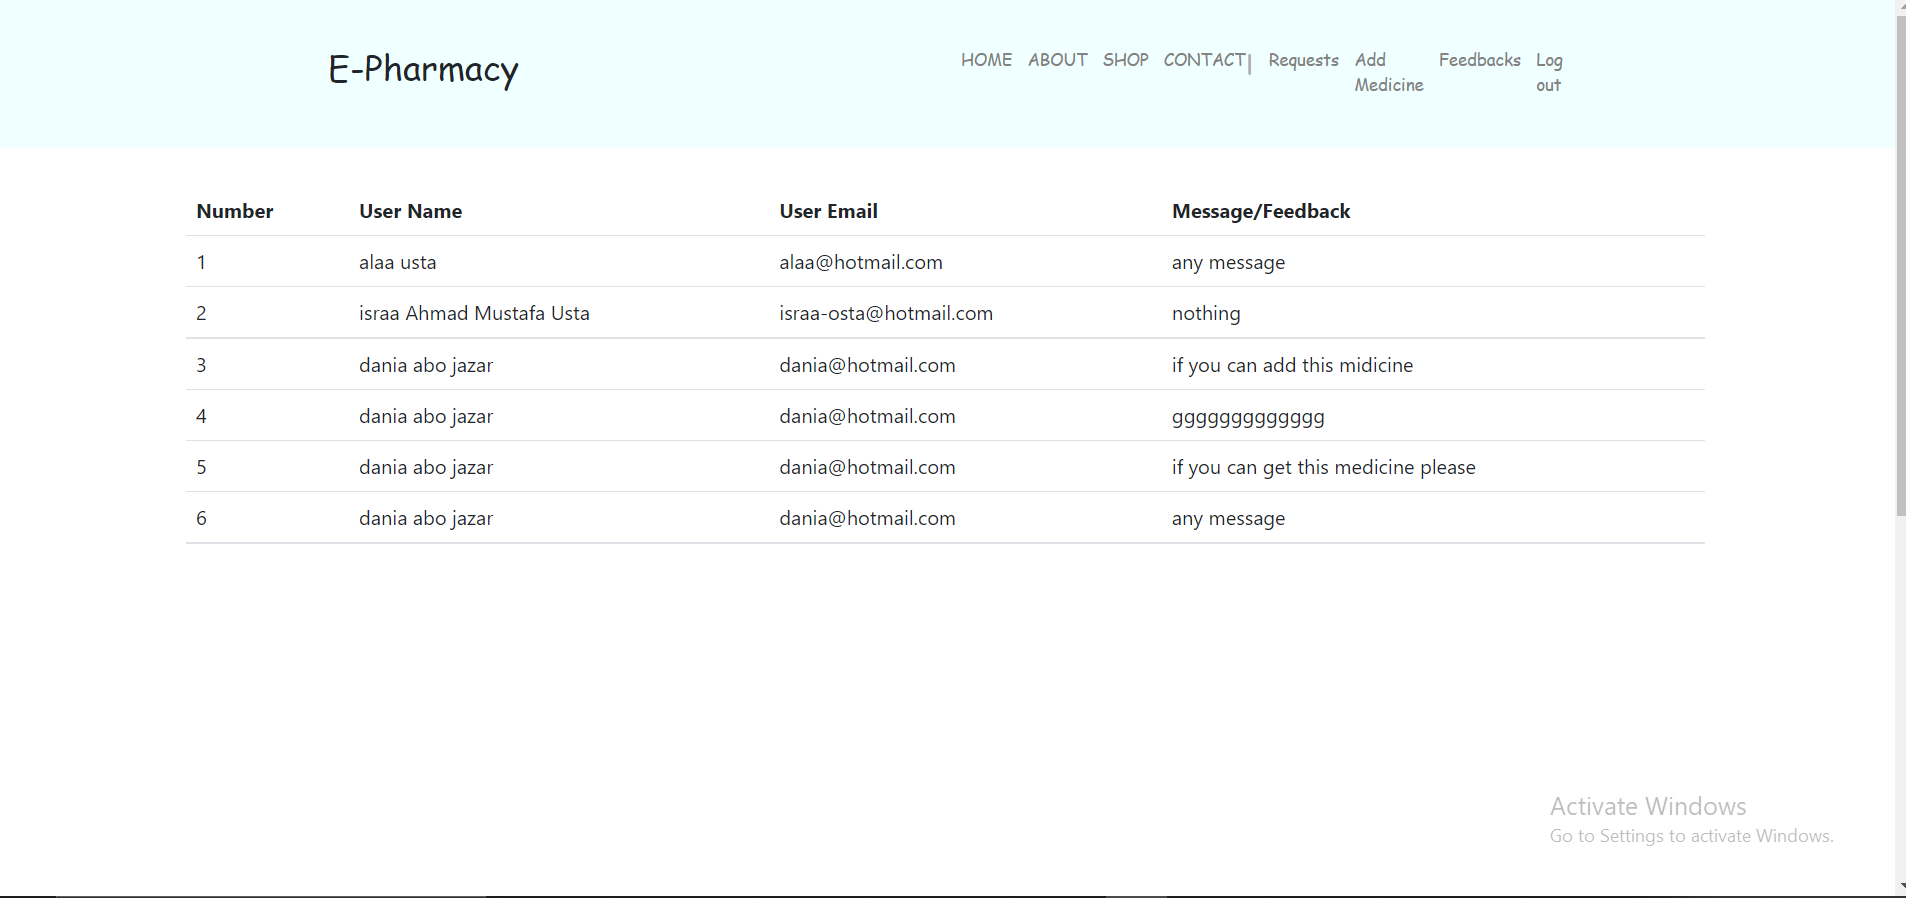 E-Pharmacy
HOME ABOUT SHOP CONTACT| Requests Add Medicine Feedbacks Log out
Number User Name User Email Message/Feedback
1 alaa usta alaa@hotmail.com any message
2 israa Ahmad Mustafa Usta israa-osta@hotmail.com nothing
3 dania abo jazar dania@hotmail.com if you can add this midicine
4 dania abo jazar dania@hotmail.com ggggggggggggg
5 dania abo jazar dania@hotmail.com if you can get this medicine please
6 dania abo jazar dania@hotmail.com any message
Activate Windows
Go to Settings to activate Windows.